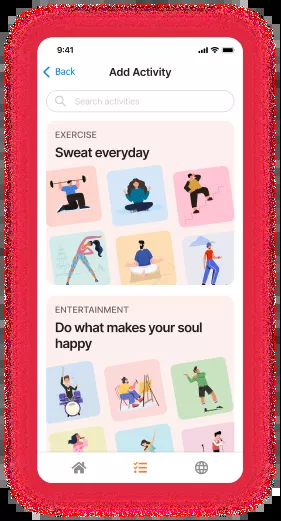 9:41
Back
Add Activity
Search activities
EXERCISE
Sweat everyday
ENTERTAINMENT
Do what makes your soul
happy